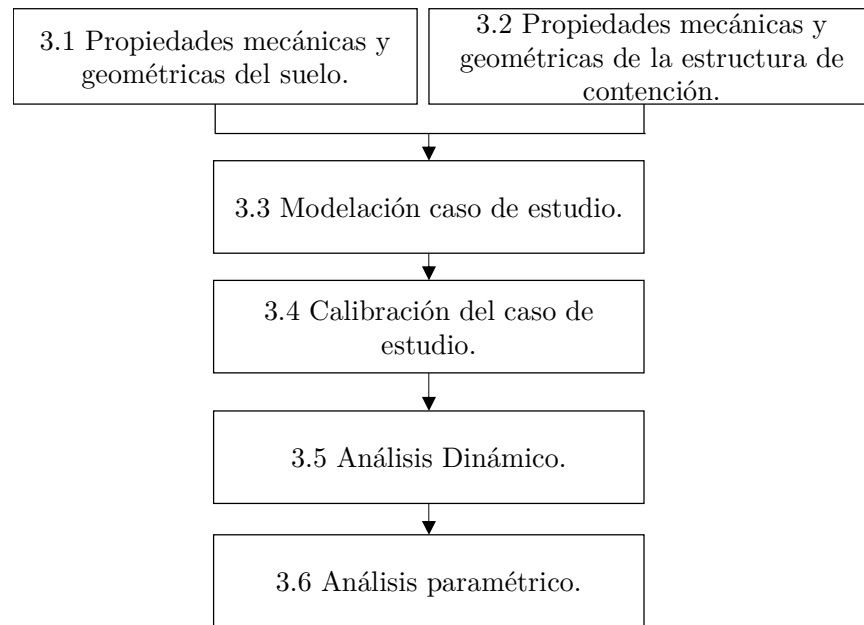 3.1 Propiedades mecánicas y
geométricas del suelo.
3.2 Propiedades mecánicas y
geométricas de la estructura de
contención.
3.3 Modelación caso de estudio.
3.4 Calibración del caso de
estudio.
3.5 Análisis Dinámico.
3.6 Análisis paramétrico.